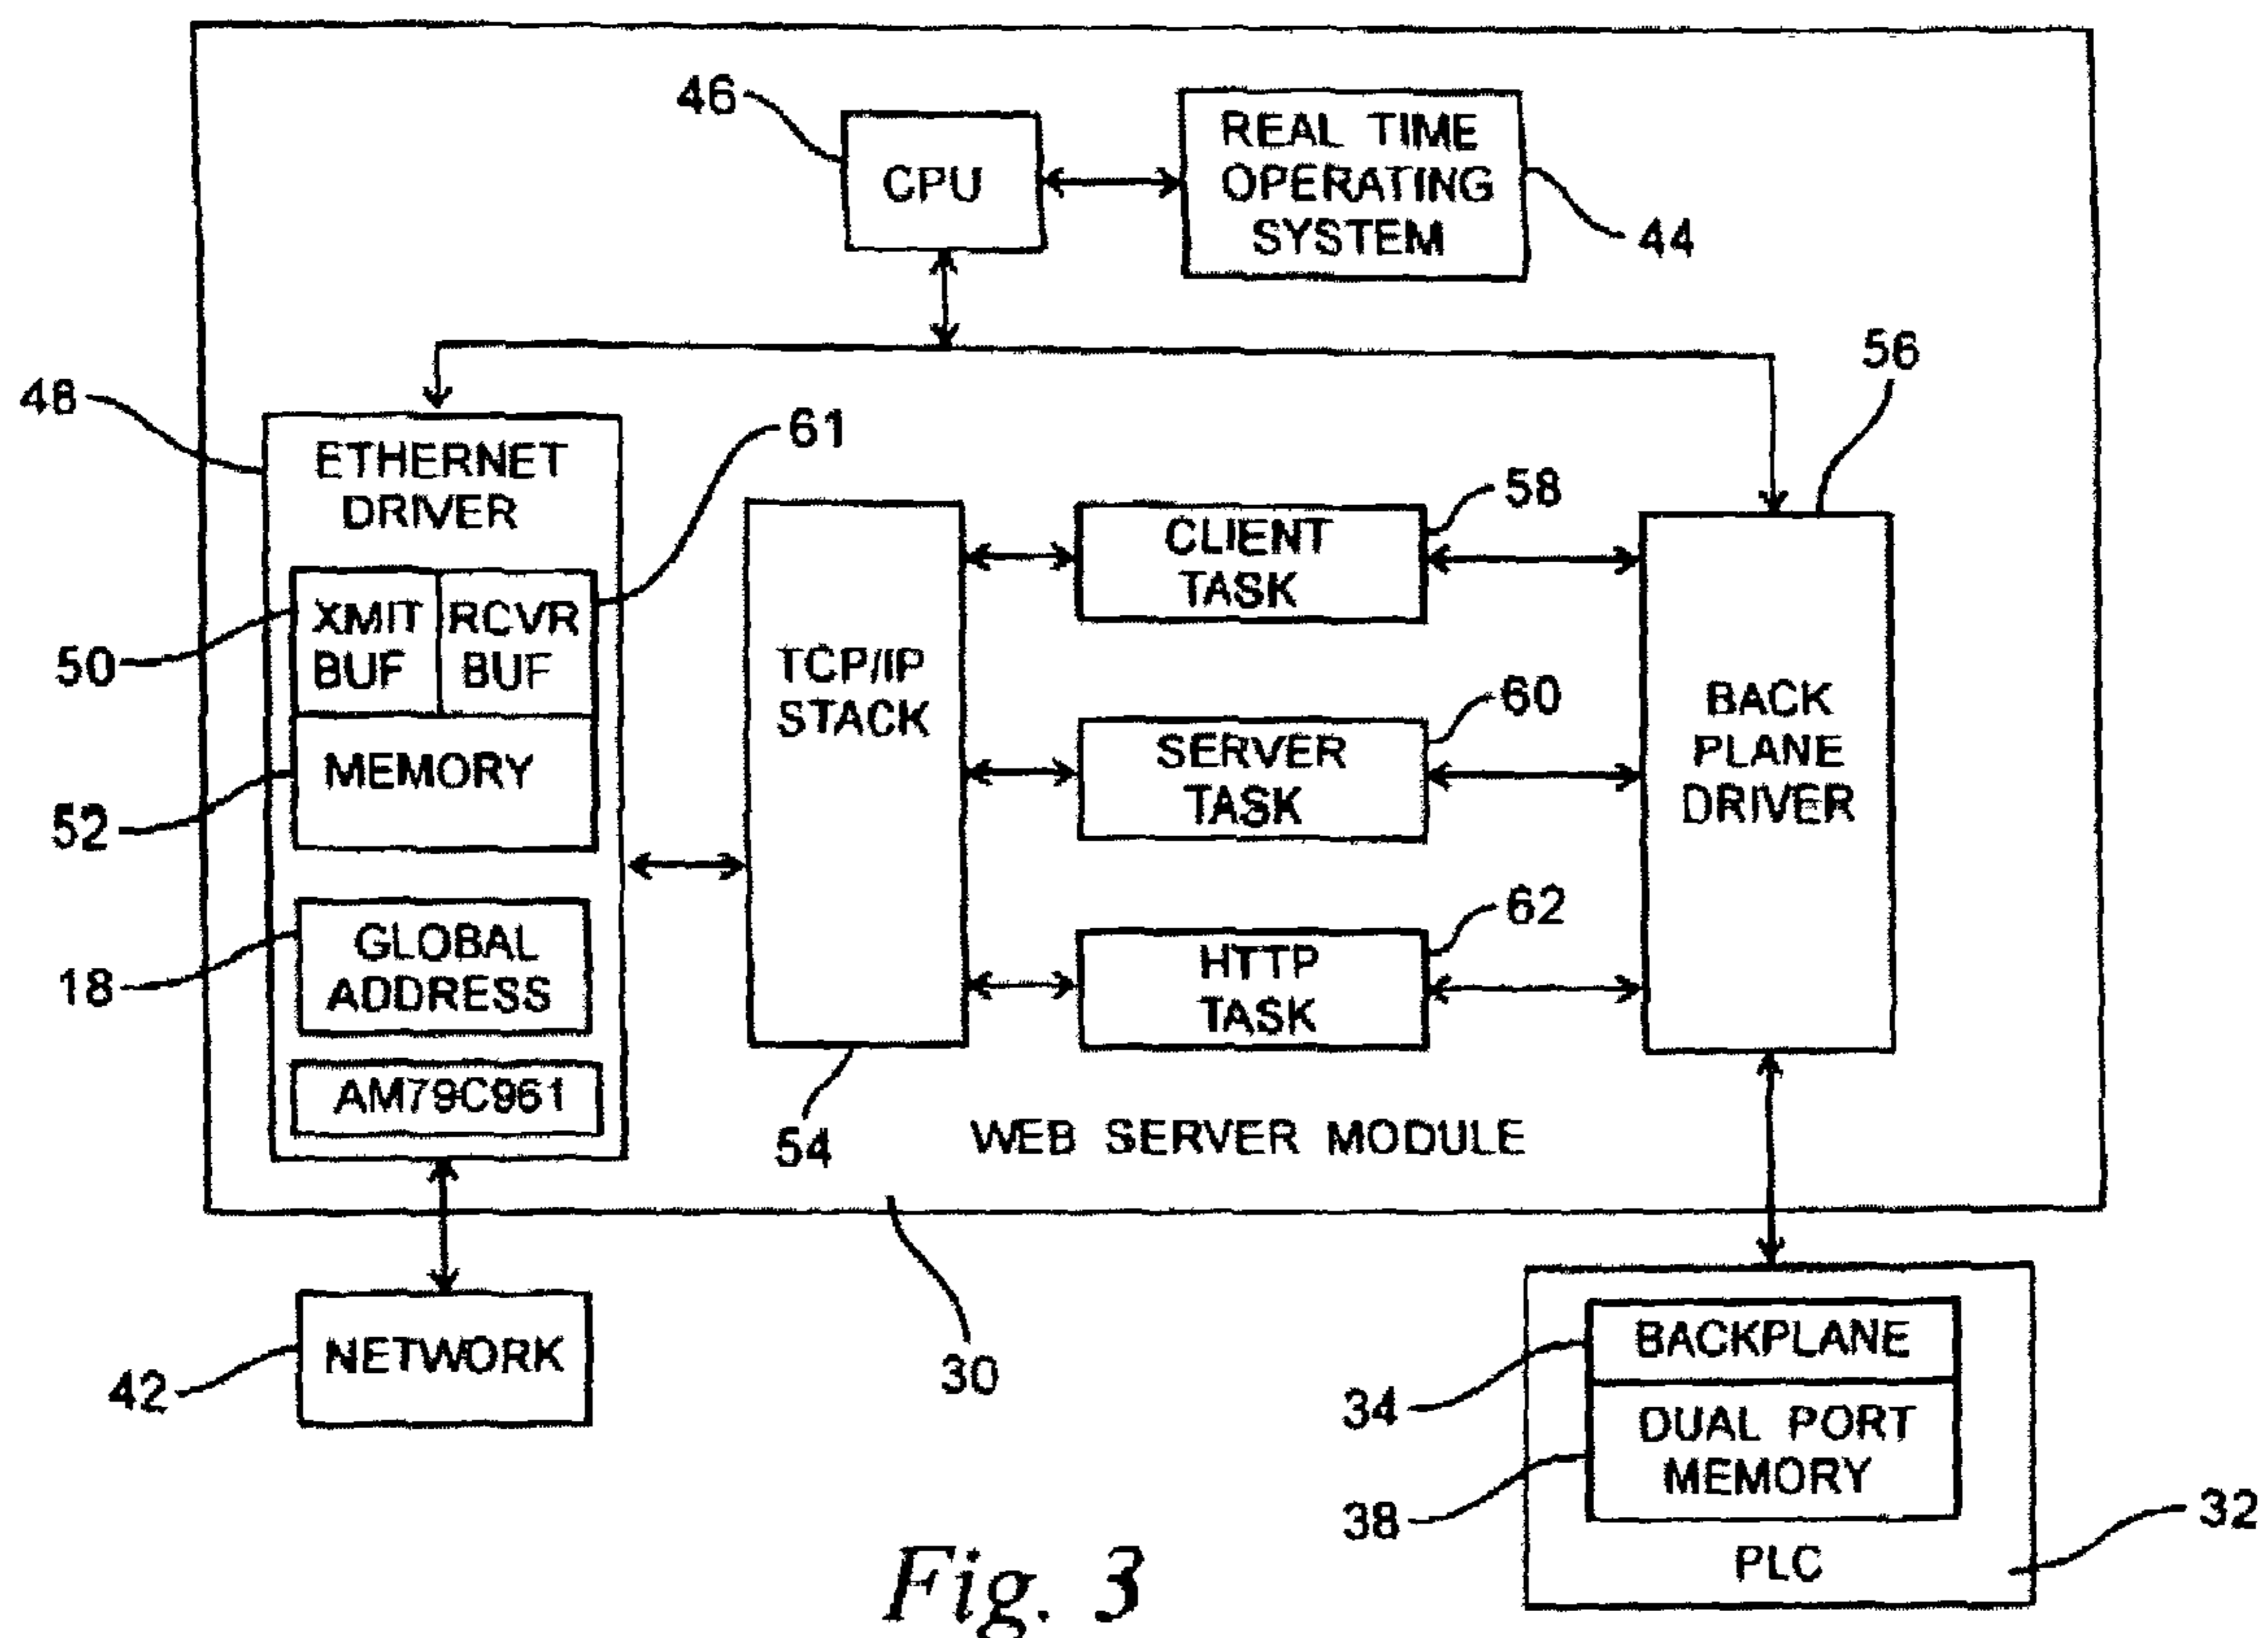 46
CPU
REAL TIME
OPERATING
SYSTEM
44
56
48
ETHERNET
DRIVER
61
XMIT
BUF
RCVR
BUF
50
MEMORY
52
GLOBAL
ADDRESS
18
AM79C961
TCP/IP
STACK
54
CLIENT
TASK
58
SERVER
TASK
60
HTTP
TASK
62
BACK
PLANE
DRIVER
WEB SERVER MODULE
30
NETWORK
42
BACKPLANE
34
DUAL PORT
MEMORY
38
PLC
32
Fig. 3